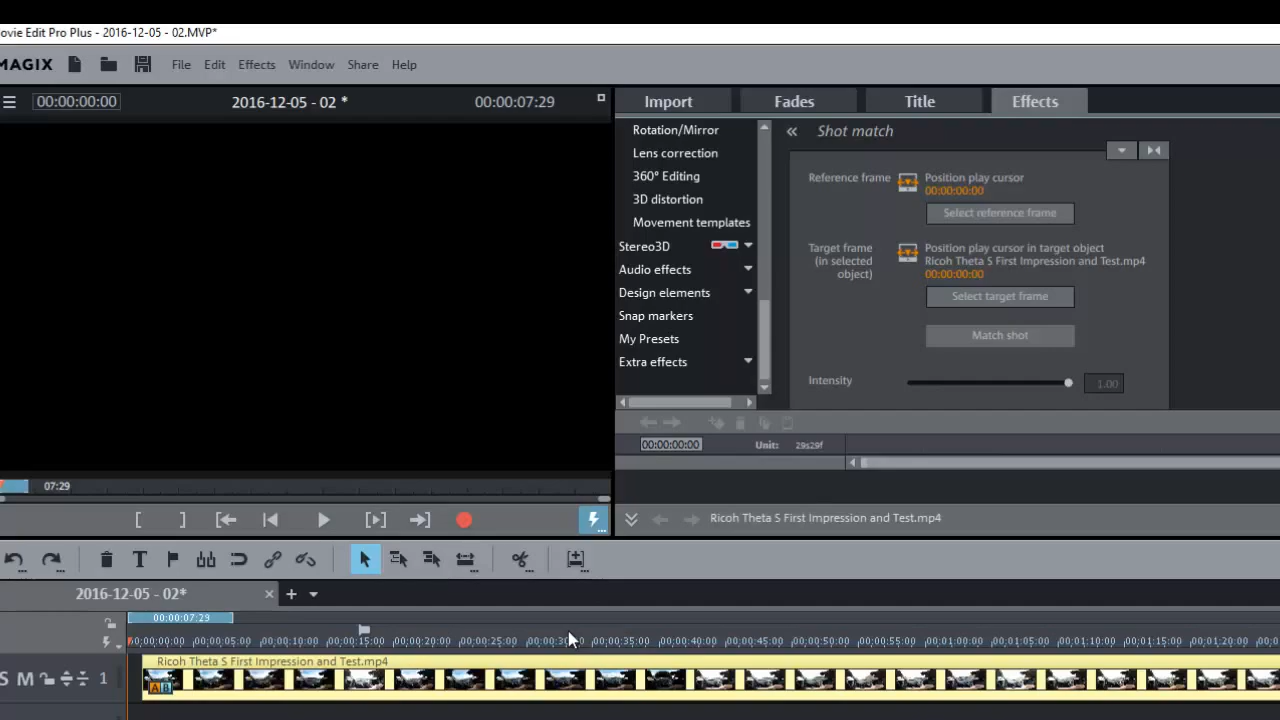 ovie Edit Pro Plus - 2016-12-05 - 02.MVP*
MAGIX File Edit Effects Window Share Help
00:00:00:00 2016-12-05 - 02 * 00:00:07:29
Import Fades Title Effects
Rotation/Mirror
Lens correction
360º Editing
3D distortion
Movement templates
Stereo3D
Audio effects
Design elements
Snap markers
My Presets
Extra effects
Shot match
Reference frame Position play cursor
00:00:00:00
Select reference frame
Target frame
(in selected
object)
Position play cursor in target object
Ricoh Theta S First Impression and Test.mp4
00:00:00:00
Select target frame
Match shot
Intensity 1.00
00:00:00:00 Unit: 29s29f
07:29
Ricoh Theta S First Impression and Test.mp4
2016-12-05 - 02*
00:00:07:29
00:00:00:00 00:00:05:00 00:00:10:00 00:00:15:00 00:00:20:00 00:00:25:00 00:00:30:00 00:00:35:00 00:00:40:00 00:00:45:00 00:00:50:00 00:00:55:00 00:01:00:00 00:01:05:00 00:01:10:00 00:01:15:00 00:01:20:00
Ricoh Theta S First Impression and Test.mp4
S M 1
A B